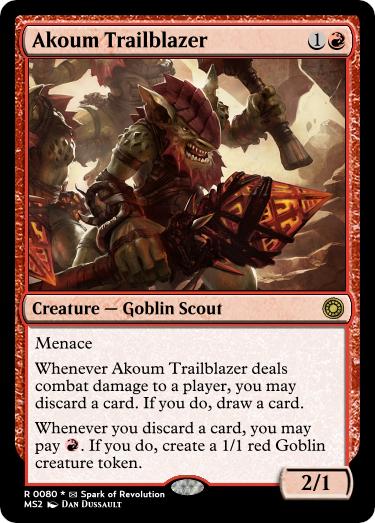 Akoum Trailblazer 1
Creature — Goblin Scout
Menace
Whenever Akoum Trailblazer deals
combat damage to a player, you may
discard a card. If you do, draw a card.
Whenever you discard a card, you may
pay . If you do, create a 1/1 red Goblin
creature token.
2/1
R 0080 * Spark of Revolution
MS2 Dan Dussault